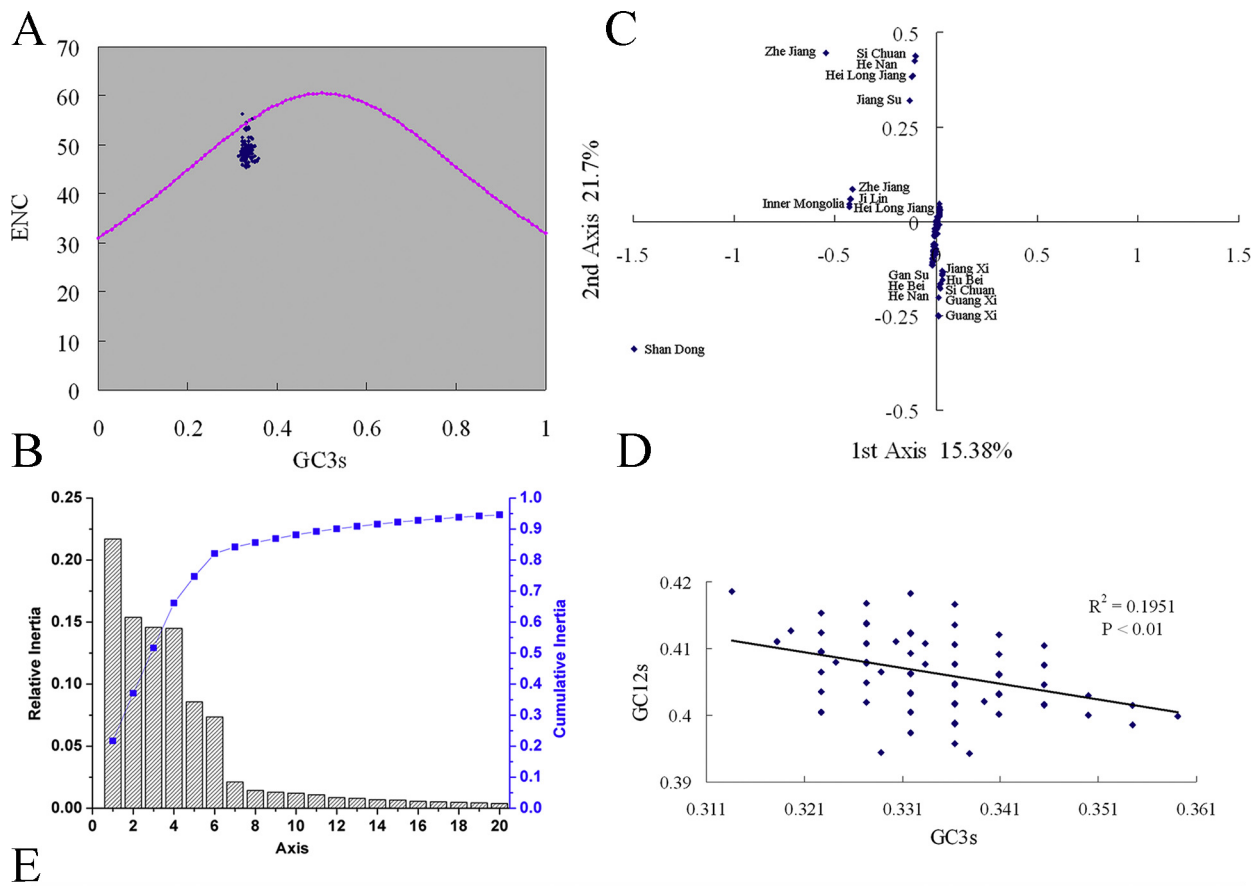 A
70
60
50
40
30
20
10
0
ENC
0 0.2 0.4 0.6 0.8 1
GC3s
C
0.5
0.25
0
-0.25
-0.5
-1.5 -1 -0.5 0 0.5 1 1.5
2nd Axis 21.7%
1st Axis 15.38%
Zhe Jiang
Si Chuan
He Nan
Hei Long Jiang
Jiang Su
Zhe Jiang
Ji Lin
Inner Mongolia
Hei Long Jiang
Jiang Xi
Gan Su
Hu Bei
He Bei
Si Chuan
He Nan
Guang Xi
Guang Xi
Shan Dong
B
0.25
0.20
0.15
0.10
0.05
0.00
Relative Inertia
0 2 4 6 8 10 12 14 16 18 20
Axis
1.0
0.9
0.8
0.7
0.6
0.5
0.4
0.3
0.2
0.1
0.0
Cumulative Inertia
D
0.42
0.41
0.4
0.39
GC12s
R² = 0.1951
P < 0.01
0.311 0.321 0.331 0.341 0.351 0.361
GC3s
E